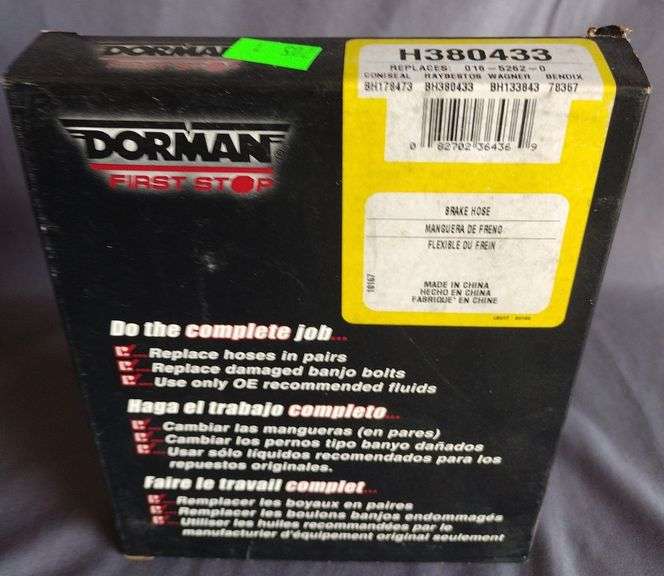 DORMAN
H380433
REPLACES: 016-5262-0
CONISEAL RAYBESTOS WAGNER BENDIX
BH178473 BH380433 BH133843 78367
0 82702 36436 9
DORMAN®
FIRST STOP
BRAKE HOSE
MANGUERA DE FRENO
FLEXIBLE DU FREIN
10167
MADE IN CHINA
HECHO EN CHINA
FABRIQUE' EN CHINE
Do the complete job...
Replace hoses in pairs
Replace damaged banjo bolts
Use only OE recommended fluids
Haga el trabajo completo...
Cambiar las mangueras (en pares)
Cambiar los pernos tipo banyo dañados
Usar sólo líquidos recomendados para los
repuestos originales.
Faire le travail complet...
Remplacer les boyaux en paires
Remplacer les boulons banjos endommagés
Utiliser les huiles recommandées par le
manufacturier d'équipement original seulement